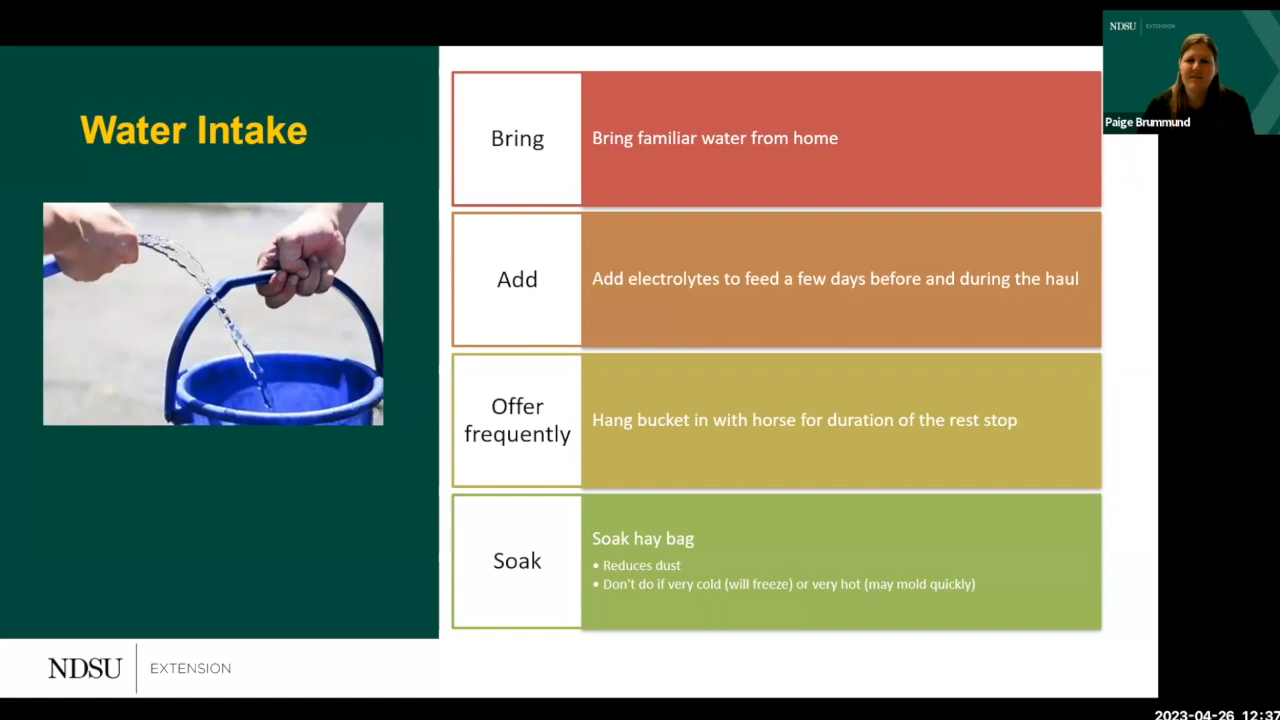 NDSU EXTENSION
Paige Brummund
Water Intake
Bring
Bring familiar water from home
Add
Add electrolytes to feed a few days before and during the haul
Offer
frequently
Hang bucket in with horse for duration of the rest stop
Soak
Soak hay bag
• Reduces dust
• Don't do if very cold (will freeze) or very hot (may mold quickly)
NDSU EXTENSION
2023-04-26 12:37